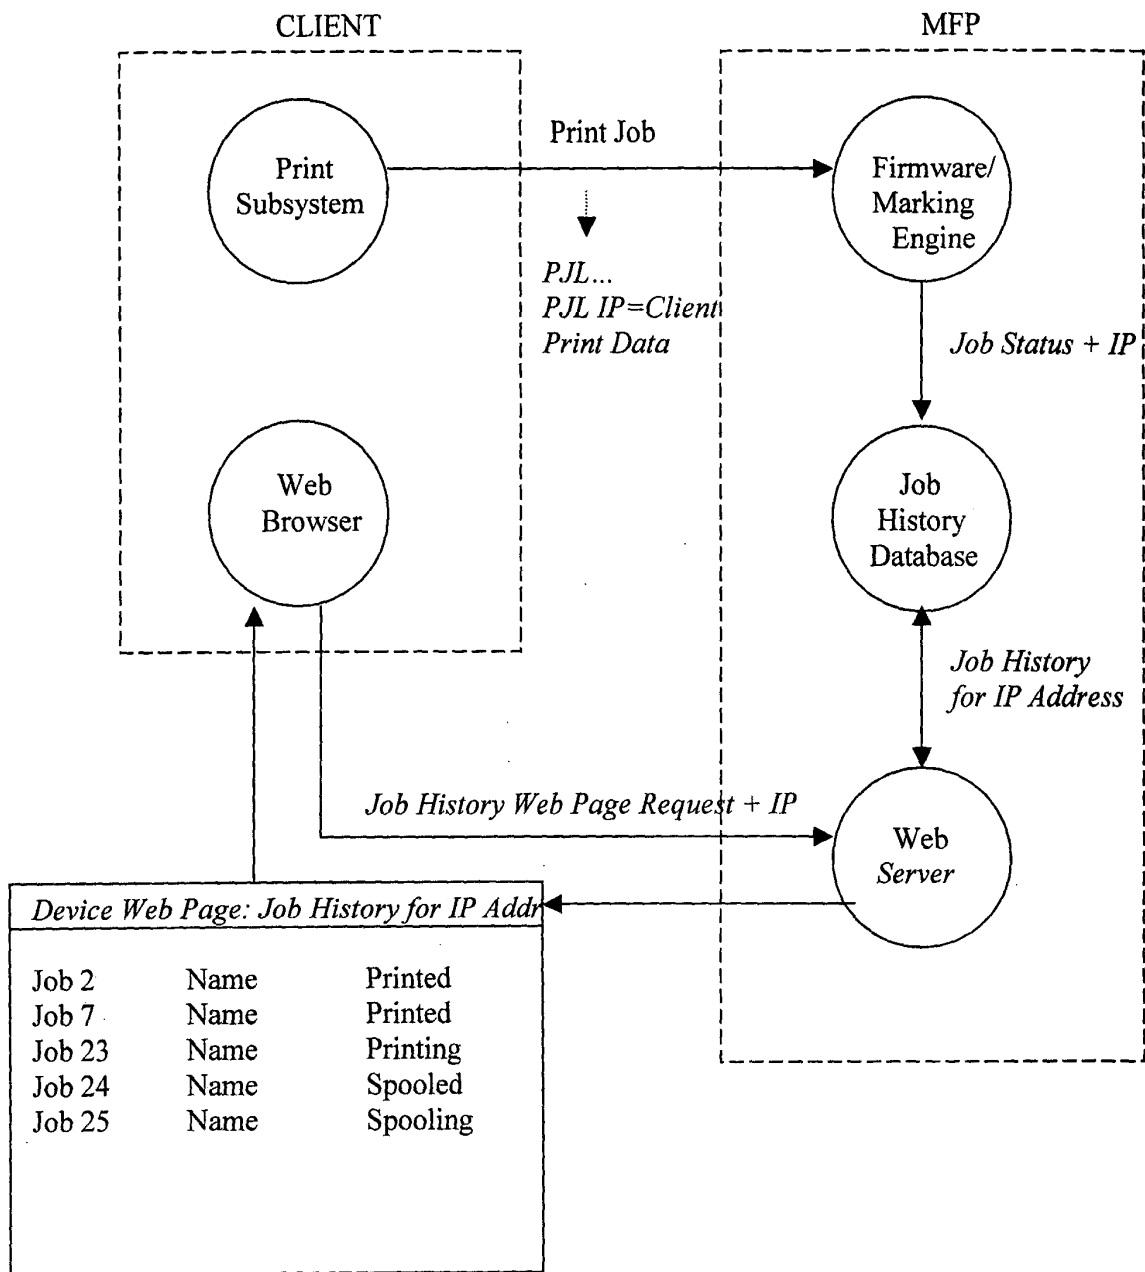 CLIENT
MFP
Print Job
Print
Subsystem
Firmware/
Marking
Engine
PJL...
PJL IP=Client
Print Data
Job Status + IP
Web
Browser
Job
History
Database
Job History
for IP Address
Job History Web Page Request + IP
Web
Server
Device Web Page: Job History for IP Addr
Job 2 Name Printed
Job 7 Name Printed
Job 23 Name Printing
Job 24 Name Spooled
Job 25 Name Spooling